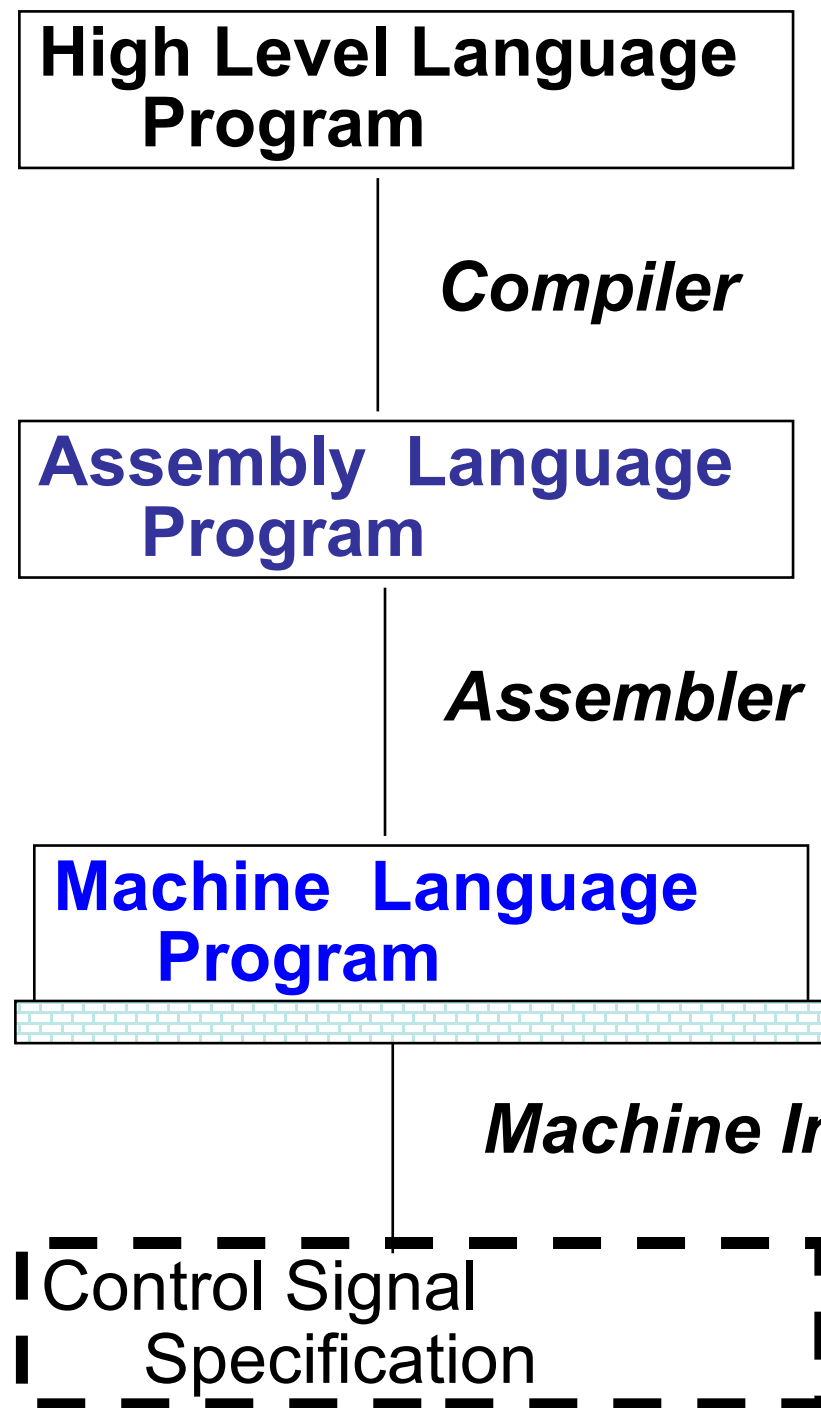 High Level Language
Program
Compiler
Assembly Language
Program
Assembler
Machine Language
Program
Machine
Control Signal
Specification